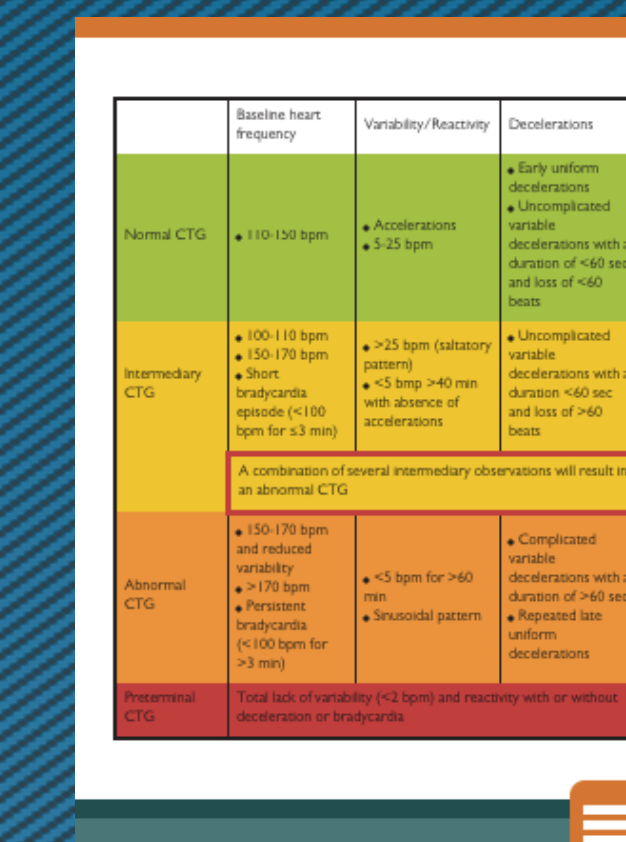 Baseline heart
frequency
Variability/Reactivity
Decelerations
Normal CTG
• 110-150 bpm
• Accelerations
• 5-25 bpm
• Early uniform
decelerations
• Uncomplicated
variable
decelerations with a
duration of <60 sec
and loss of <60
beats
Intermediary
CTG
• 100-110 bpm
• 150-170 bpm
• Short
bradycardia
episode (<100
bpm for ≤3 min)
• >25 bpm (saltatory
pattern)
• <5 bmp >40 min
with absence of
accelerations
• Uncomplicated
variable
decelerations with a
duration <60 sec
and loss of >60
beats
A combination of several intermediary observations will result in
an abnormal CTG
Abnormal
CTG
• 150-170 bpm
and reduced
variability
• >170 bpm
• Persistent
bradycardia
(<100 bpm for
>3 min)
• <5 bpm for >60
min
• Sinusoidal pattern
• Complicated
variable
decelerations with a
duration of >60 sec
• Repeated late
uniform
decelerations
Preterminal
CTG
Total lack of variability (<2 bpm) and reactivity with or without
deceleration or bradycardia